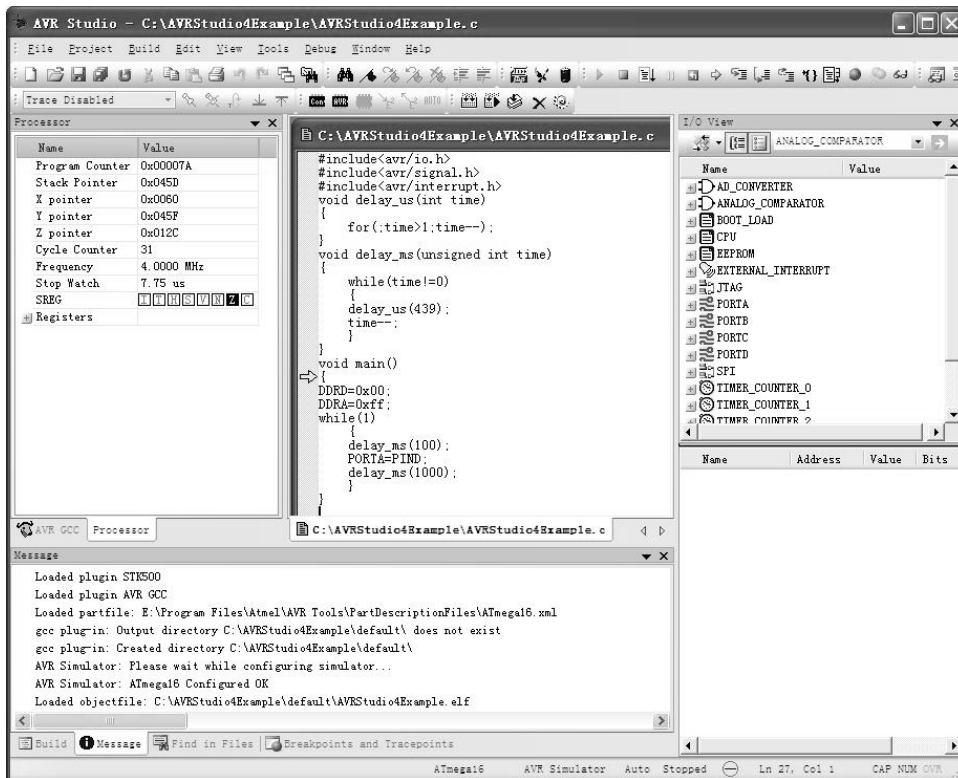 AVR Studio - C:\AVRStudio4Example\AVRStudio4Example.c
File Project Build Edit View Tools Debug Window Help
Trace Disabled
Con AVR AUTO
Processor
Name Value
Program Counter 0x00007A
Stack Pointer 0x045D
X pointer 0x0060
Y pointer 0x045F
Z pointer 0x012C
Cycle Counter 31
Frequency 4.0000 MHz
Stop Watch 7.75 us
SREG I T H S V N Z C
Registers
AVR GCC Processor
C:\AVRStudio4Example\AVRStudio4Example.c
#include<avr/io.h>
#include<avr/signal.h>
#include<avr/interrupt.h>
void delay_us(int time)
{
for(;time>1;time--);
}
void delay_ms(unsigned int time)
{
while(time!=0)
{
delay_us(439);
time--;
}
}
void main()
{
DDRD=0x00;
DDRA=0xff;
while(1)
{
delay_ms(100);
PORTA=PIND;
delay_ms(1000);
}
}
C:\AVRStudio4Example\AVRStudio4Example.c
I/O View
ANALOG_COMPARATOR
Name Value
AD_CONVERTER
ANALOG_COMPARATOR
BOOT_LOAD
CPU
EEPROM
EXTERNAL_INTERRUPT
JTAG
PORTA
PORTB
PORTC
PORTD
SPI
TIMER_COUNTER_0
TIMER_COUNTER_1
TIMER_COUNTER_2
Name Address Value Bits
Message
Loaded plugin STK500
Loaded plugin AVR GCC
Loaded partfile: E:\Program Files\Atmel\AVR Tools\PartDescriptionFiles\ATmega16.xml
gcc plug-in: Output directory C:\AVRStudio4Example\default\ does not exist
gcc plug-in: Created directory C:\AVRStudio4Example\default\
AVR Simulator: Please wait while configuring simulator...
AVR Simulator: ATmega16 Configured OK
Loaded objectfile: C:\AVRStudio4Example\default\AVRStudio4Example.elf
Build Message Find in Files Breakpoints and Tracepoints
ATmega16 AVR Simulator Auto Stopped Ln 27, Col 1 CAP NUM OVR